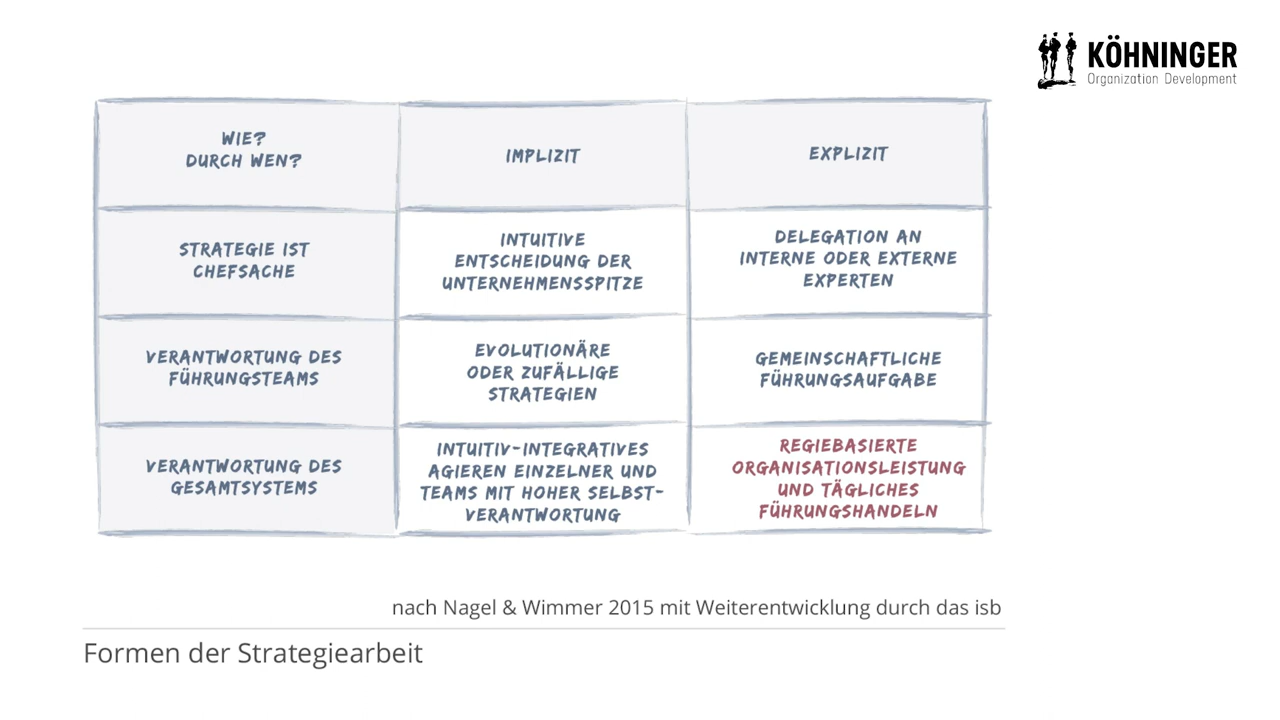 KÖHNINGER
Organization Development
WIE?
DURCH WEN?
IMPLIZIT
EXPLIZIT
STRATEGIE IST
CHEFSACHE
INTUITIVE
ENTSCHEIDUNG DER
UNTERNEHMENSSPITZE
DELEGATION AN
INTERNE ODER EXTERNE
EXPERTEN
VERANTWORTUNG DES
FÜHRUNGSTEAMS
EVOLUTIONÄRE
ODER ZUFÄLLIGE
STRATEGIEN
GEMEINSCHAFTLICHE
FÜHRUNGSAUFGABE
VERANTWORTUNG DES
GESAMTSYSTEMS
INTUITIV-INTEGRATIVES
AGIEREN EINZELNER UND
TEAMS MIT HOHER SELBST-
VERANTWORTUNG
REGIEBASIERTE
ORGANISATIONSLEISTUNG
UND TÄGLICHES
FÜHRUNGSHANDELN
nach Nagel & Wimmer 2015 mit Weiterentwicklung durch das isb
Formen der Strategiearbeit